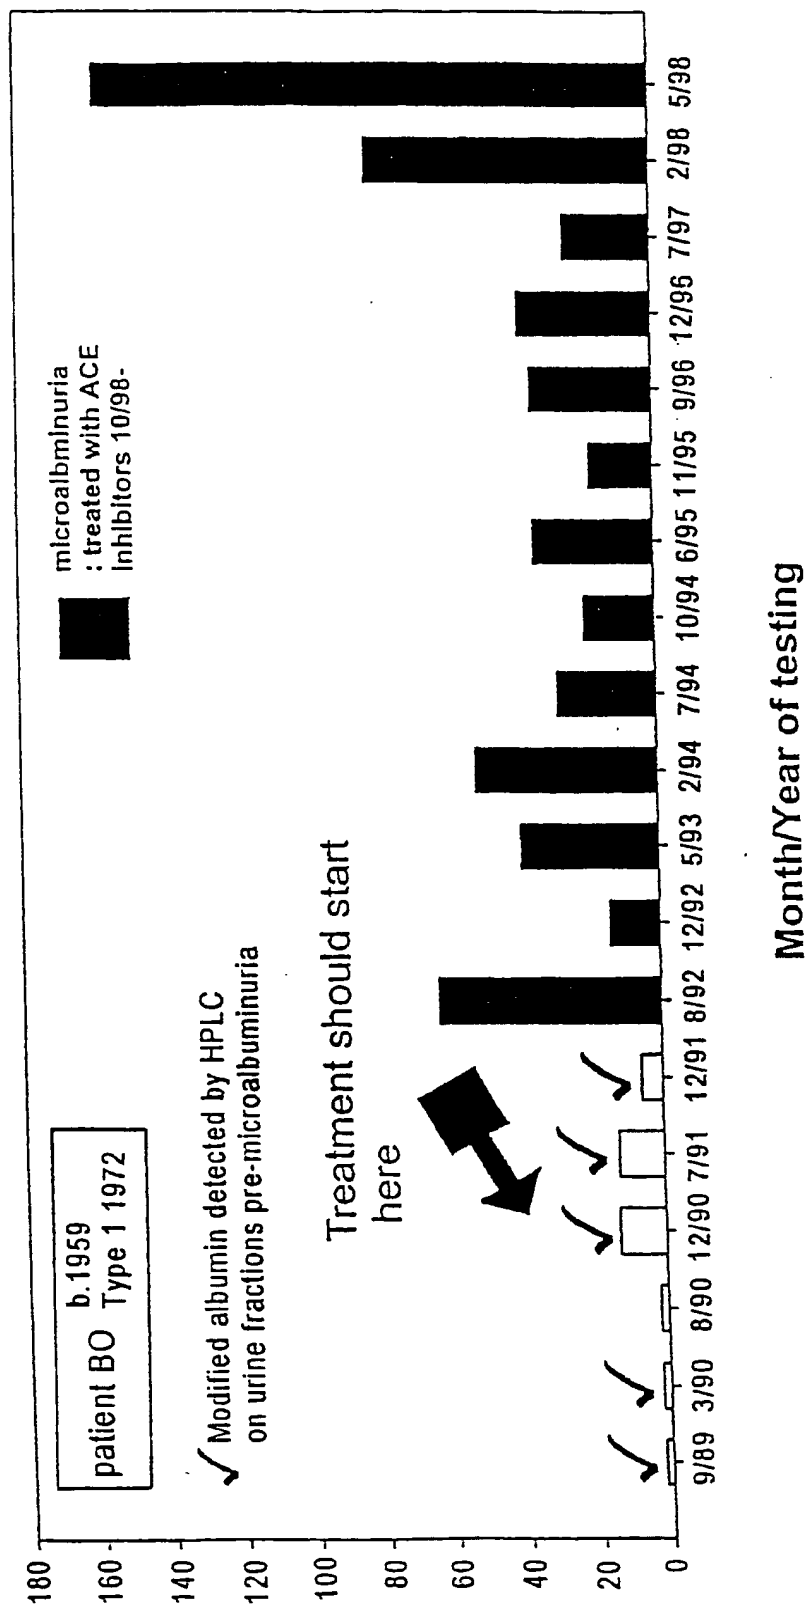 patient BO
b.1959
Type 1 1972
✓ Modified albumin detected by HPLC
on urine fractions pre-microalbuminuria
Treatment should start
here
microalbminuria
: treated with ACE
inhibitors 10/98-
180
160
140
120
100
80
60
40
20
0
9/89 3/90 8/90 12/90 7/91 12/91 8/92 12/92 5/93 2/94 7/94 10/94 6/95 11/95 9/96 12/96 7/97 2/98 5/98
Month/Year of testing